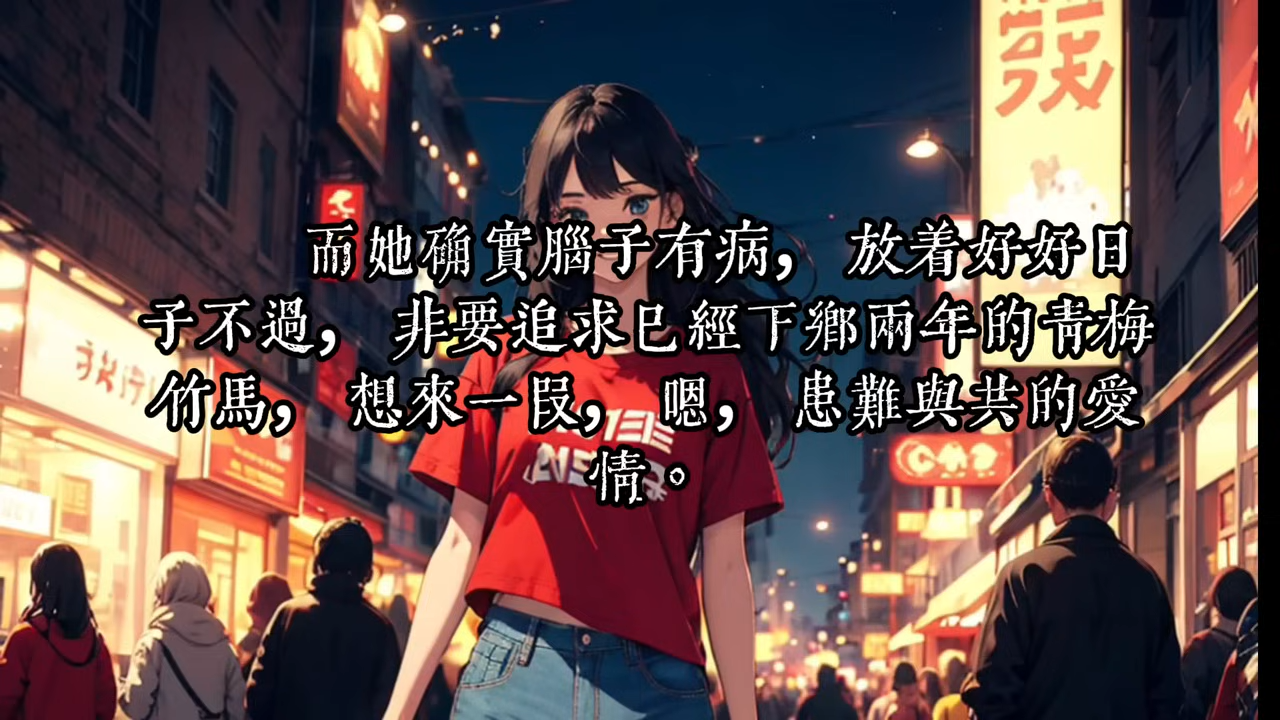 而她确實腦子有病， 放着好好日
子不過， 非要追求已經下鄉兩年的青梅
竹馬， 想來一段， 嗯， 患難與共的愛
情。